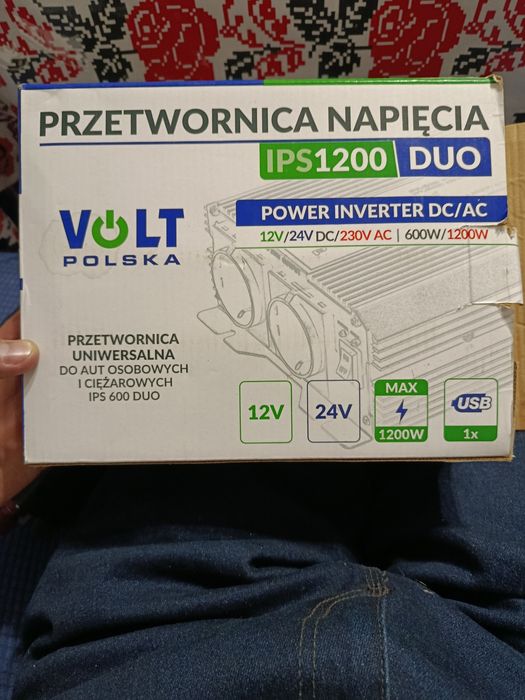 PRZETWORNICA NAPIĘCIA
IPS1200 DUO
VOLT
POLSKA
POWER INVERTER DC/AC
12V/24V DC/230V AC | 600W/1200W
PRZETWORNICA
UNIWERSALNA
DO AUT OSOBOWYCH
I CIĘŻAROWYCH
IPS 600 DUO
12V
24V
MAX
1200W
USB
1x